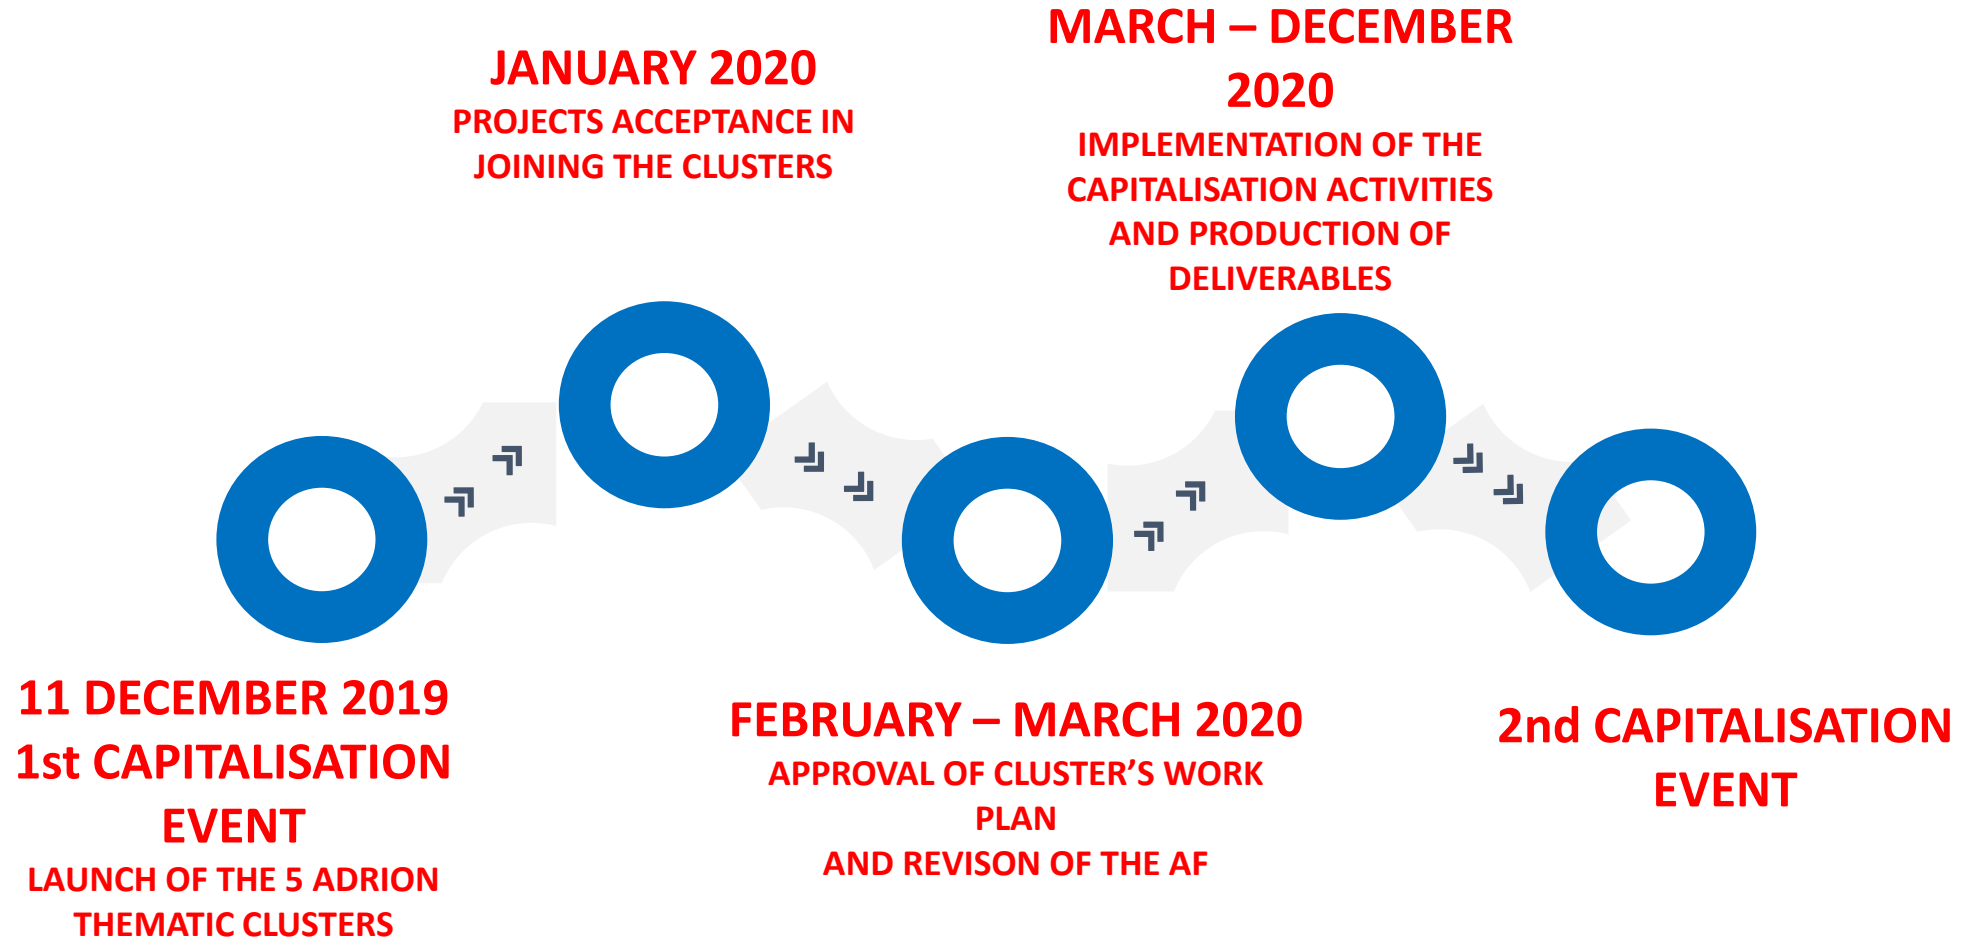 11 DECEMBER 2019
1st CAPITALISATION
EVENT
LAUNCH OF THE 5 ADRION
THEMATIC CLUSTERS
JANUARY 2020
PROJECTS ACCEPTANCE IN
JOINING THE CLUSTERS
FEBRUARY – MARCH 2020
APPROVAL OF CLUSTER’S WORK
PLAN
AND REVISON OF THE AF
MARCH – DECEMBER
2020
IMPLEMENTATION OF THE
CAPITALISATION ACTIVITIES
AND PRODUCTION OF
DELIVERABLES
2nd CAPITALISATION
EVENT